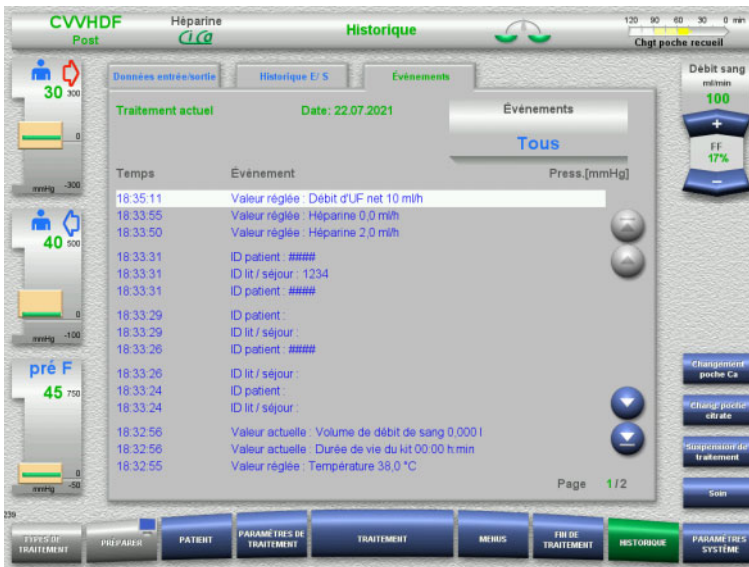 CVVHDF
Post
Héparine
Ci Ca
Historique
120 90 60 30 0 min
Chgt poche recueil
30
300
0
mmHg -300
40
500
0
mmHg -100
pré F
45
750
0
mmHg -50
Données entrée/sortie
Historique E/ S
Événements
Traitement actuel
Date: 22.07.2021
Événements
Tous
Temps Événement Press.[mmHg]
18:35:11 Valeur réglée : Débit d'UF net 10 ml/h
18:33:55 Valeur réglée : Héparine 0,0 ml/h
18:33:50 Valeur réglée : Héparine 2,0 ml/h
18:33:31 ID patient : ####
18:33:31 ID lit / séjour : 1234
18:33:31 ID patient : ####
18:33:29 ID patient :
18:33:29 ID lit / séjour :
18:33:26 ID patient : ####
18:33:26 ID lit / séjour :
18:33:24 ID patient :
18:33:24 ID lit / séjour :
18:32:56 Valeur actuelle : Volume de débit de sang 0,000 l
18:32:56 Valeur actuelle : Durée de vie du kit 00:00 h:min
18:32:55 Valeur réglée : Température 38,0 °C
Page 1/2
Débit sang
ml/min
100
+
FF
17%
–
Changement
poche Ca
Chang. poche
citrate
Suspension de
traitement
Soin
239
TYPES DE
TRAITEMENT
PRÉPARER
PATIENT
PARAMÈTRES DE
TRAITEMENT
TRAITEMENT
MENUS
FIN DE
TRAITEMENT
HISTORIQUE
PARAMÈTRES
SYSTÈME